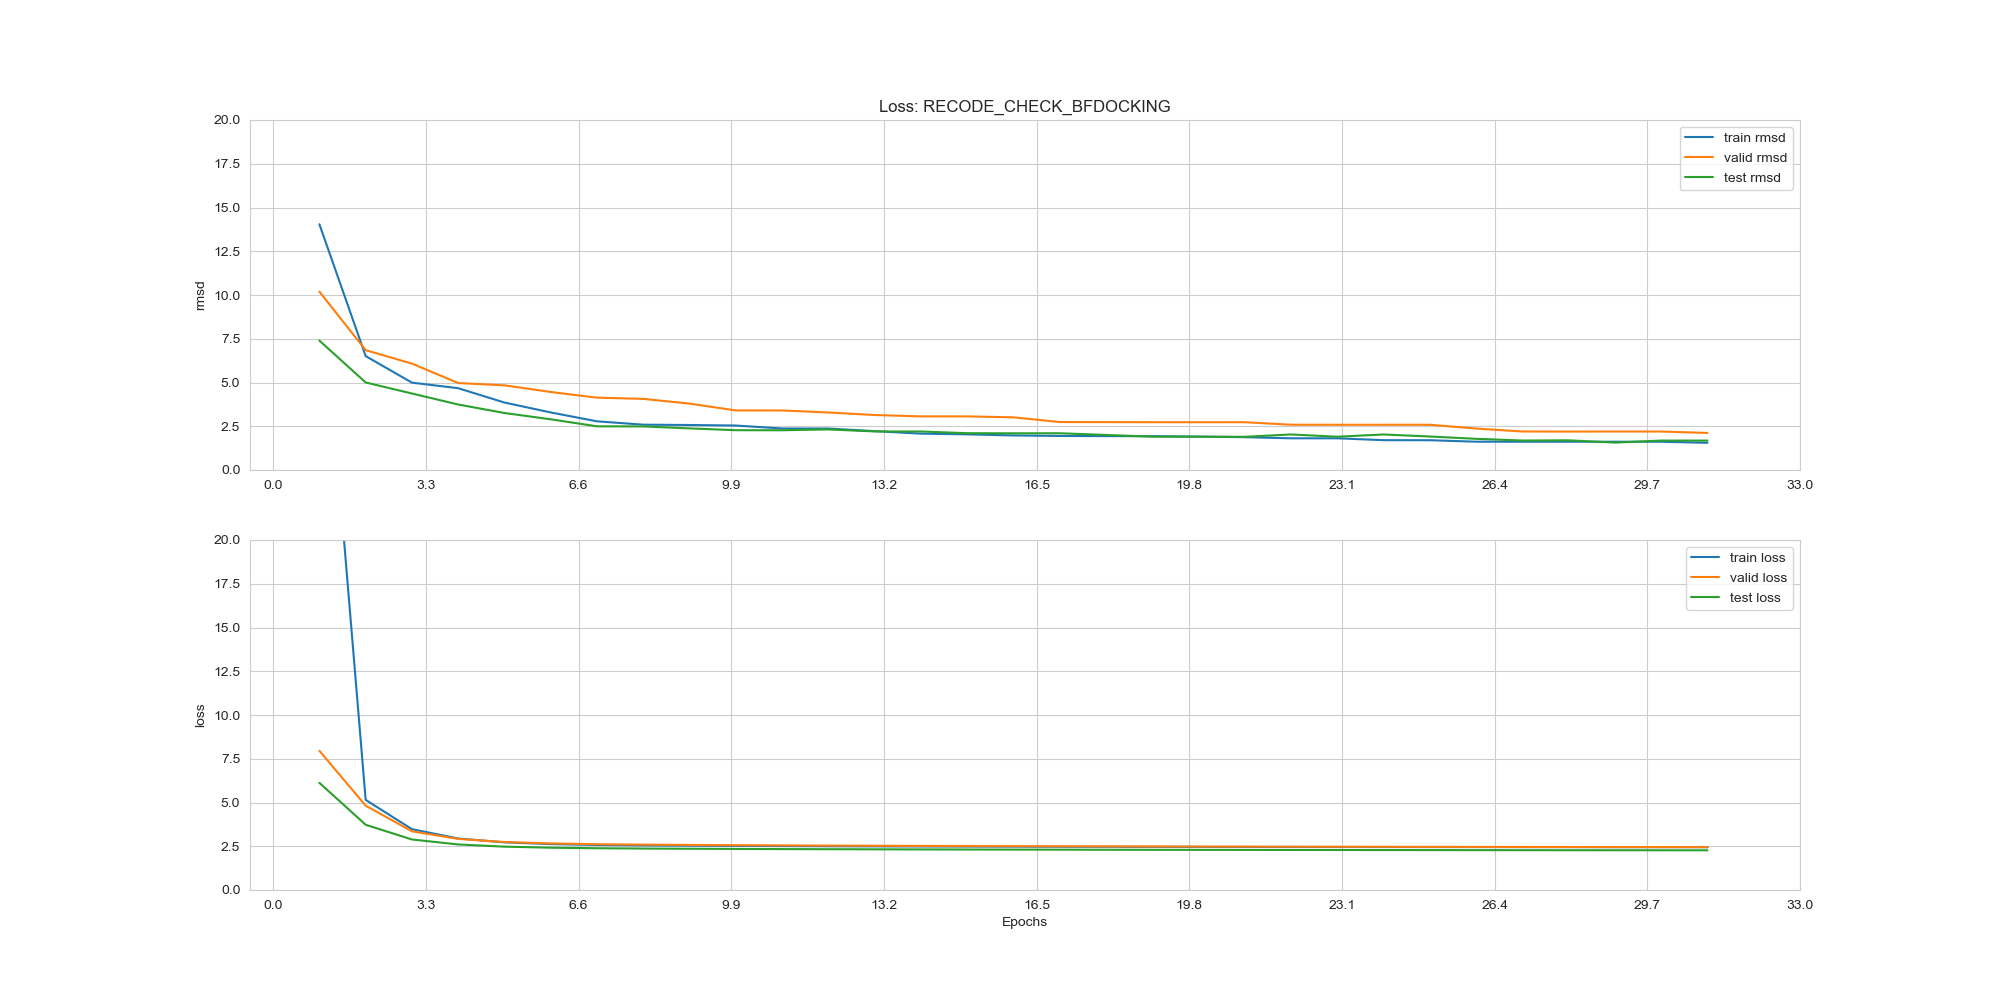 Loss: RECODE_CHECK_BFDOCKING
20.0
17.5
15.0
12.5
10.0
7.5
5.0
2.5
0.0
rmsd
train rmsd
valid rmsd
test rmsd
0.0 3.3 6.6 9.9 13.2 16.5 19.8 23.1 26.4 29.7 33.0
20.0
17.5
15.0
12.5
10.0
7.5
5.0
2.5
0.0
loss
train loss
valid loss
test loss
0.0 3.3 6.6 9.9 13.2 16.5 19.8 23.1 26.4 29.7 33.0
Epochs